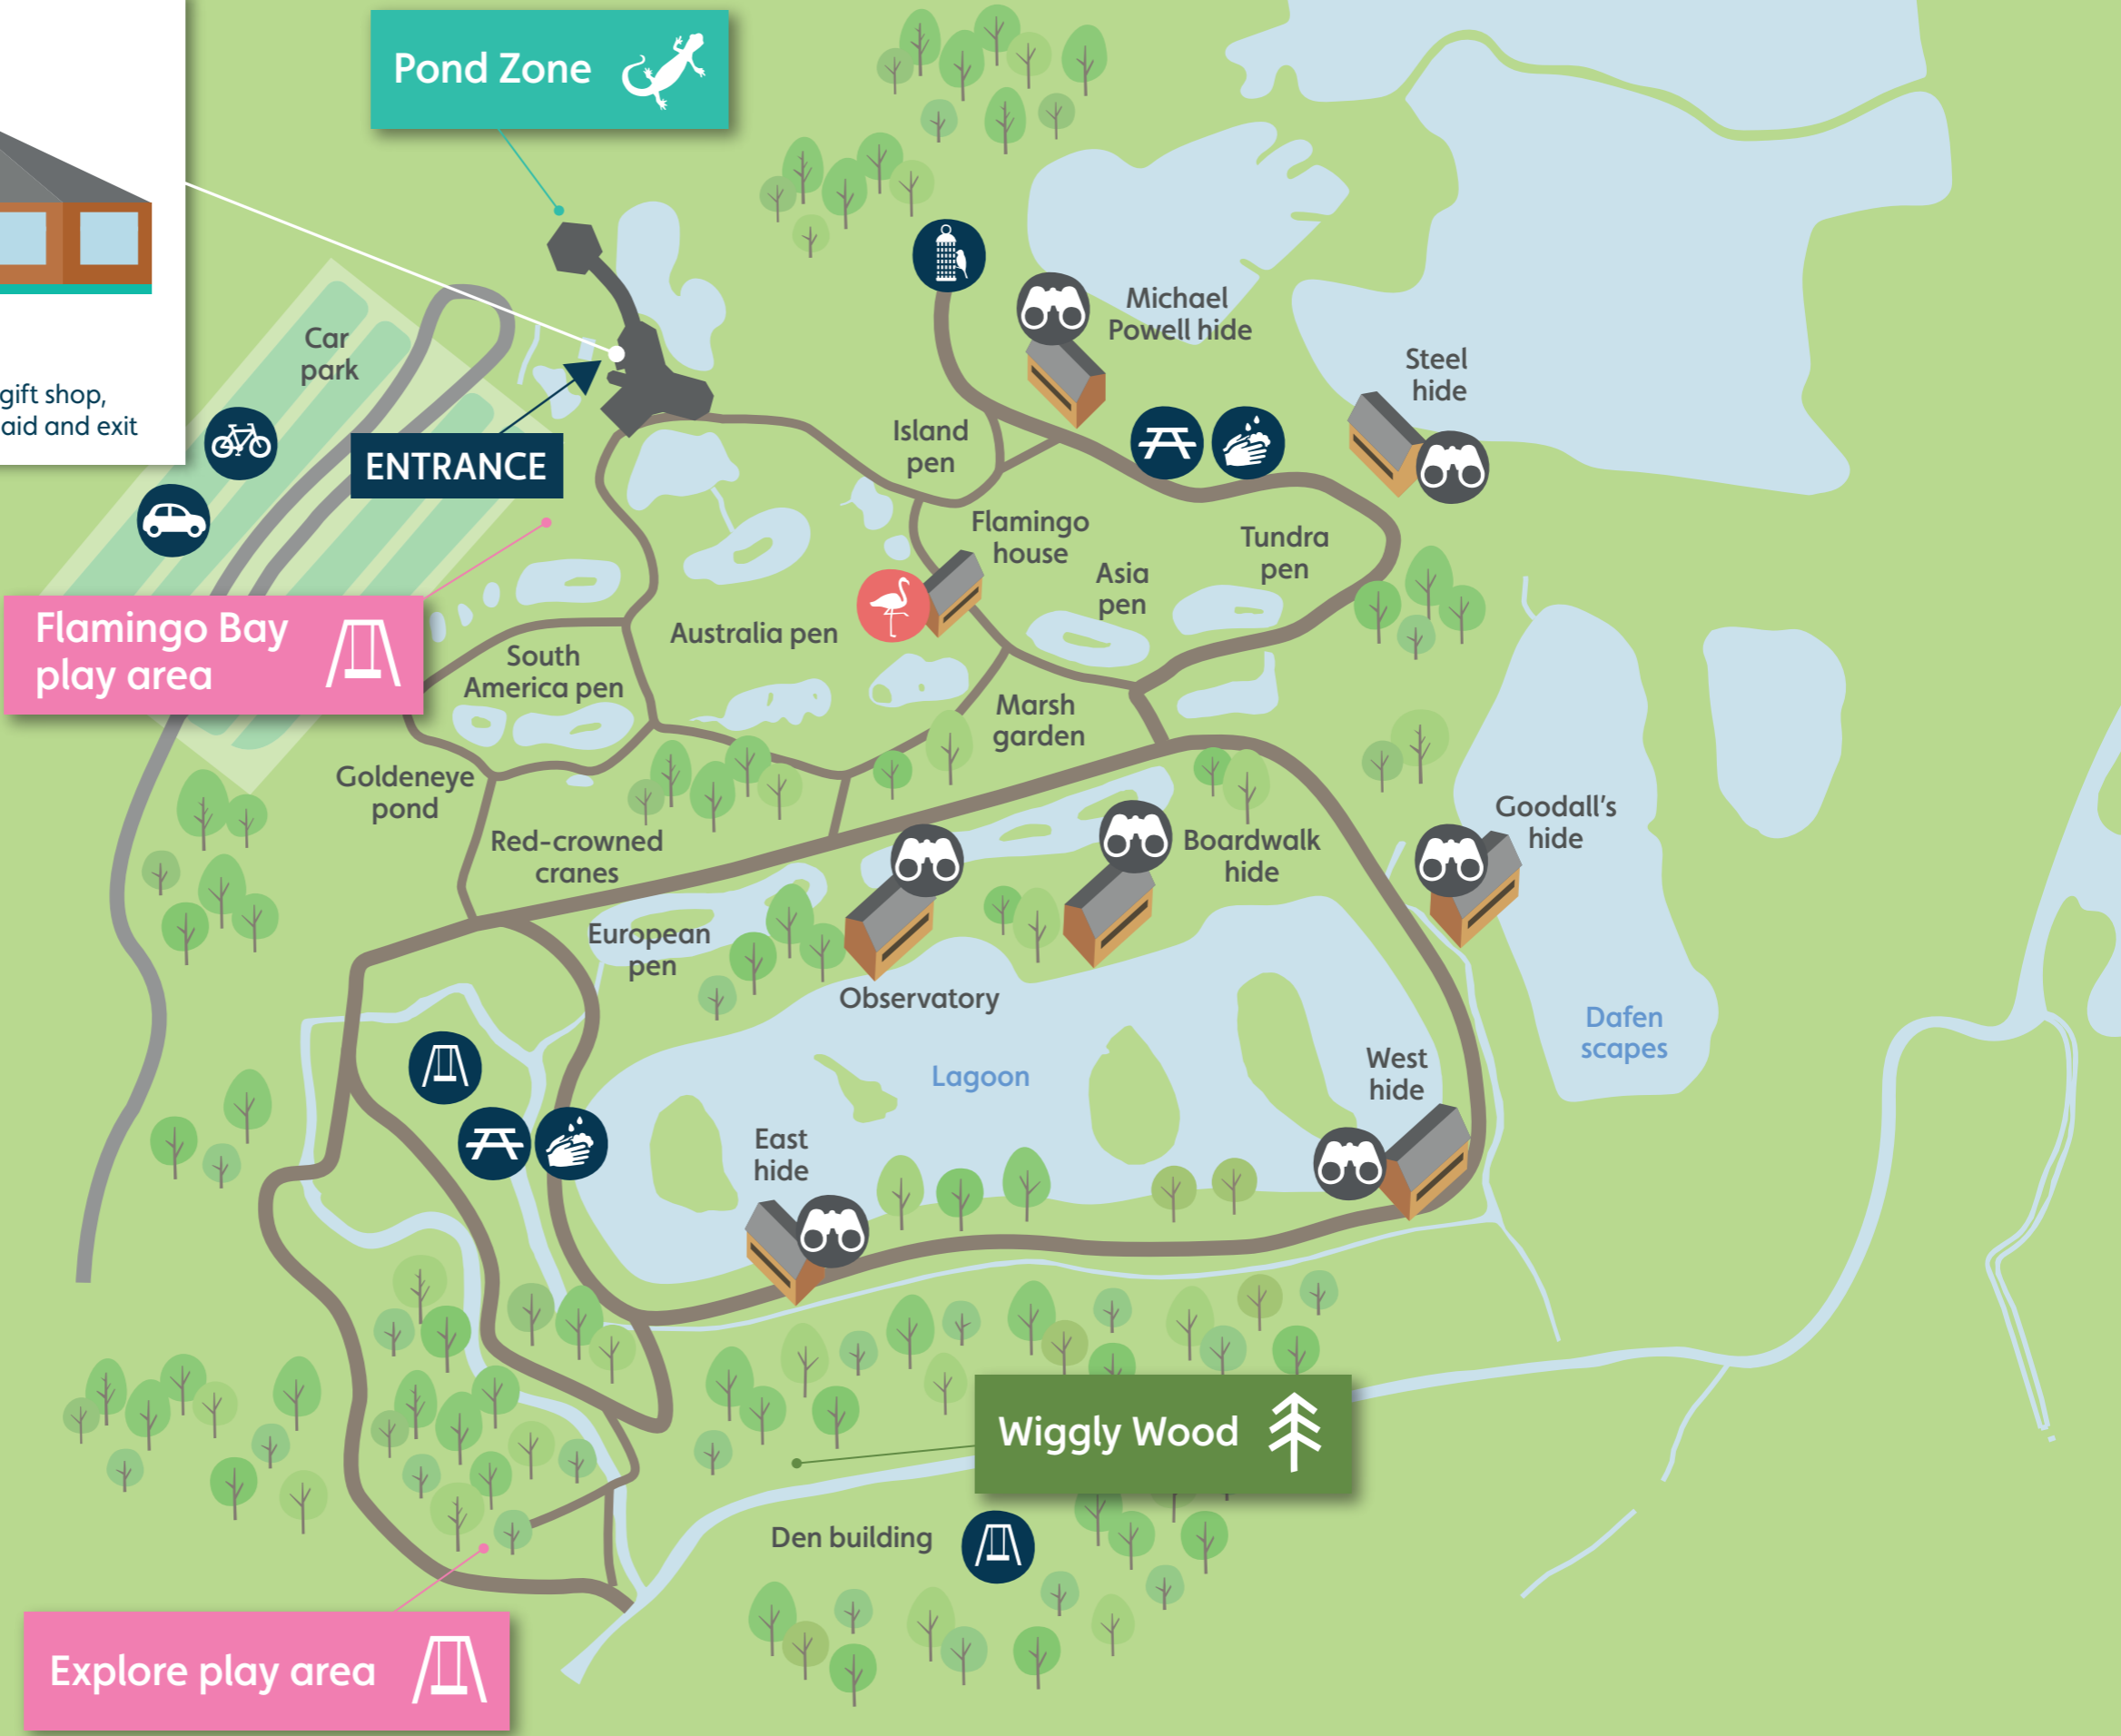 Pond Zone
gift shop,
aid and exit
Car
park
ENTRANCE
Michael
Powell hide
Steel
hide
Island
pen
Flamingo
house
Tundra
pen
Asia
pen
Flamingo Bay
play area
Australia pen
South
America pen
Marsh
garden
Goldeneye
pond
Red-crowned
cranes
Boardwalk
hide
Goodall's
hide
European
pen
Observatory
Dafen
scapes
Lagoon
West
hide
East
hide
Wiggly Wood
Den building
Explore play area